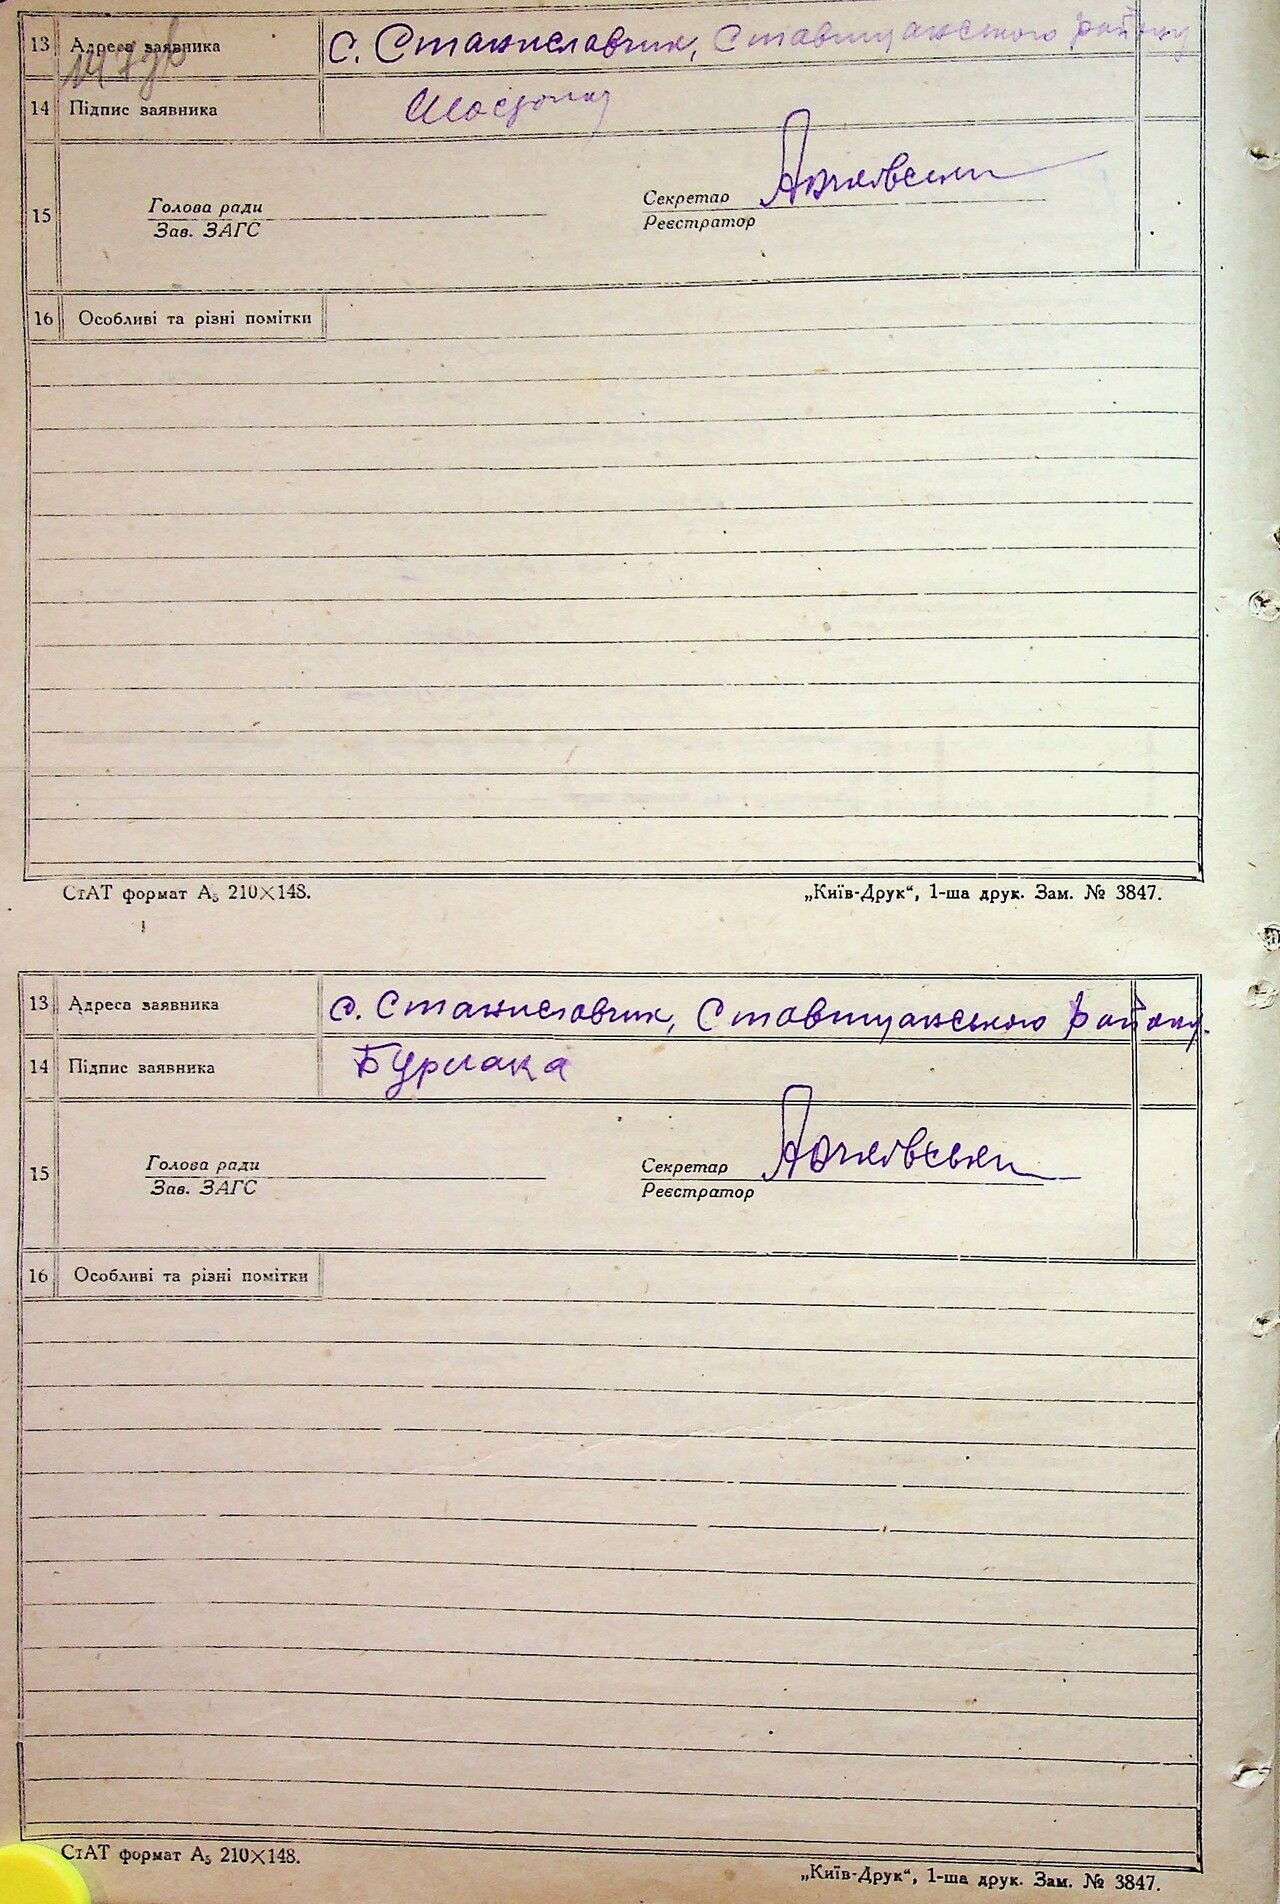 13 Адреса заявника с. Станиславчик, Ставищанського району
147зв
14 Підпис заявника
15 Голова ради Секретар
Зав. ЗАГС Реєстратор
16 Особливі та різні помітки
СтАТ формат А5 210×148. „Київ-Друк“, 1-ша друк. Зам. № 3847.
13 Адреса заявника с. Станиславчик, Ставищанського району.
14 Підпис заявника Бурлака
15 Голова ради Секретар
Зав. ЗАГС Реєстратор
16 Особливі та різні помітки
СтАТ формат А5 210×148.
„Київ-Друк“, 1-ша друк. Зам. № 3847.